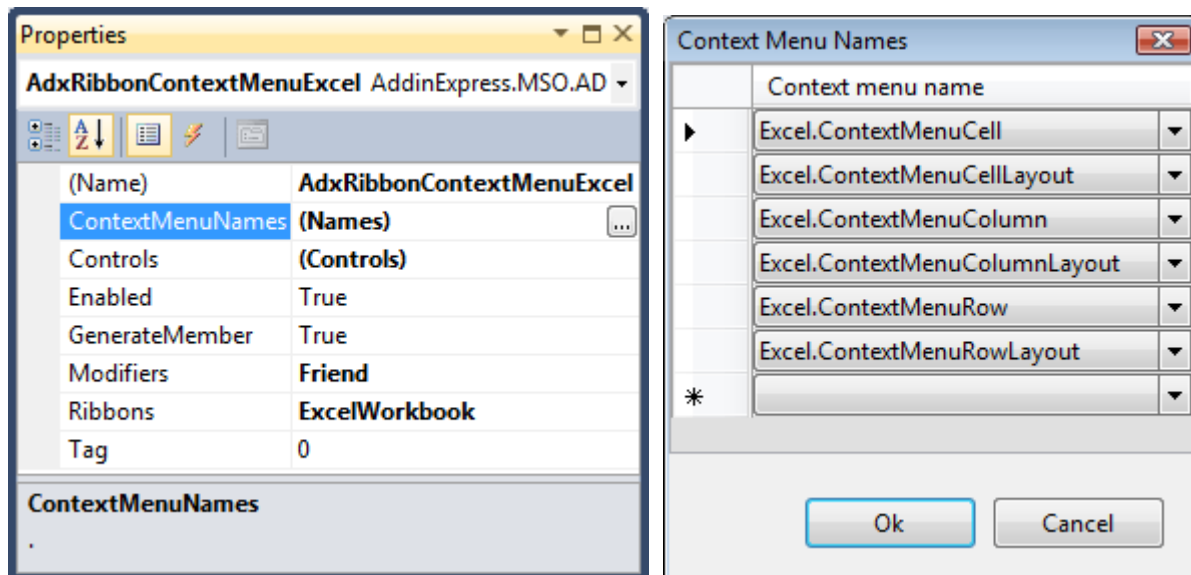 Properties
AdxRibbonContextMenuExcel AddinExpress.MSO.AD
(Name) AdxRibbonContextMenuExcel
ContextMenuNames (Names) ...
Controls (Controls)
Enabled True
GenerateMember True
Modifiers Friend
Ribbons ExcelWorkbook
Tag 0
ContextMenuNames
.
Context Menu Names
Context menu name
Excel.ContextMenuCell
Excel.ContextMenuCellLayout
Excel.ContextMenuColumn
Excel.ContextMenuColumnLayout
Excel.ContextMenuRow
Excel.ContextMenuRowLayout
Ok Cancel